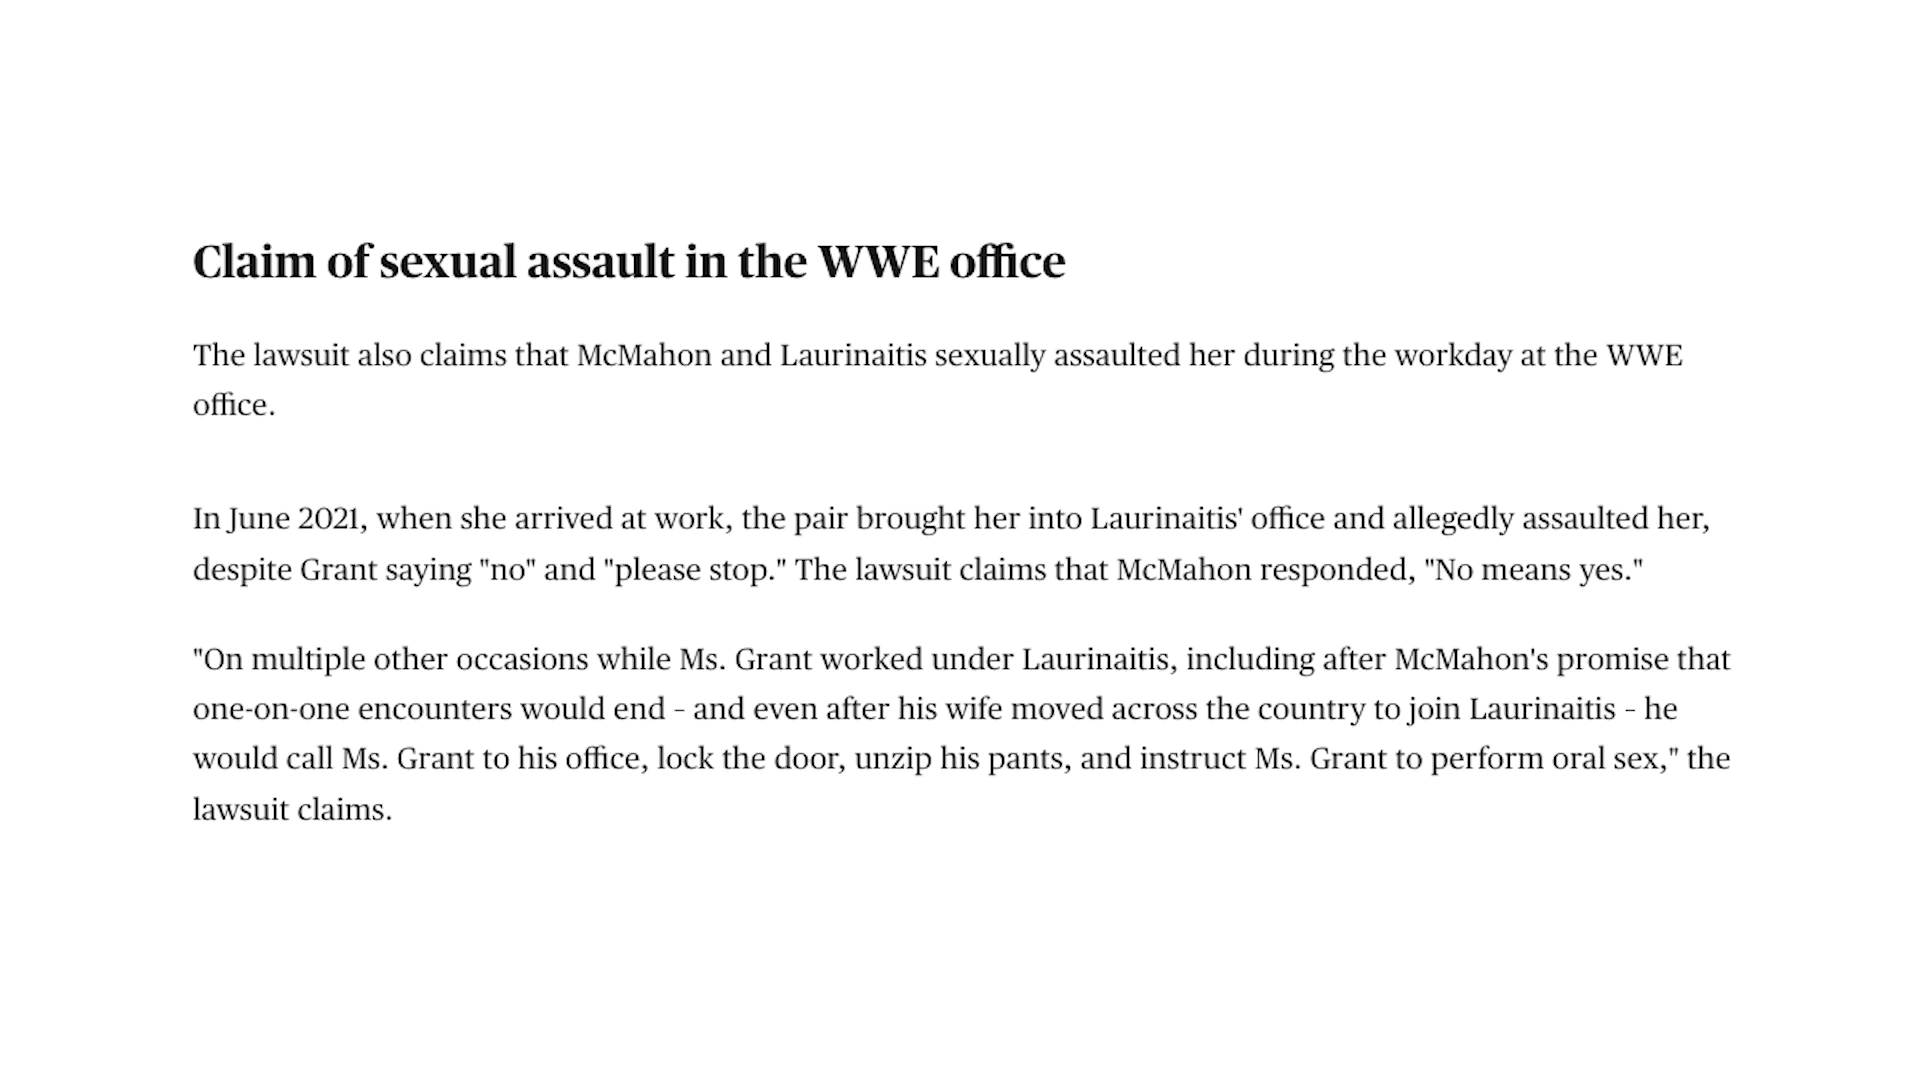 Claim of sexual assault in the WWE office
The lawsuit also claims that McMahon and Laurinaitis sexually assaulted her during the workday at the WWE
office.
In June 2021, when she arrived at work, the pair brought her into Laurinaitis' office and allegedly assaulted her,
despite Grant saying "no" and "please stop." The lawsuit claims that McMahon responded, "No means yes."
"On multiple other occasions while Ms. Grant worked under Laurinaitis, including after McMahon's promise that
one-on-one encounters would end – and even after his wife moved across the country to join Laurinaitis – he
would call Ms. Grant to his office, lock the door, unzip his pants, and instruct Ms. Grant to perform oral sex," the
lawsuit claims.